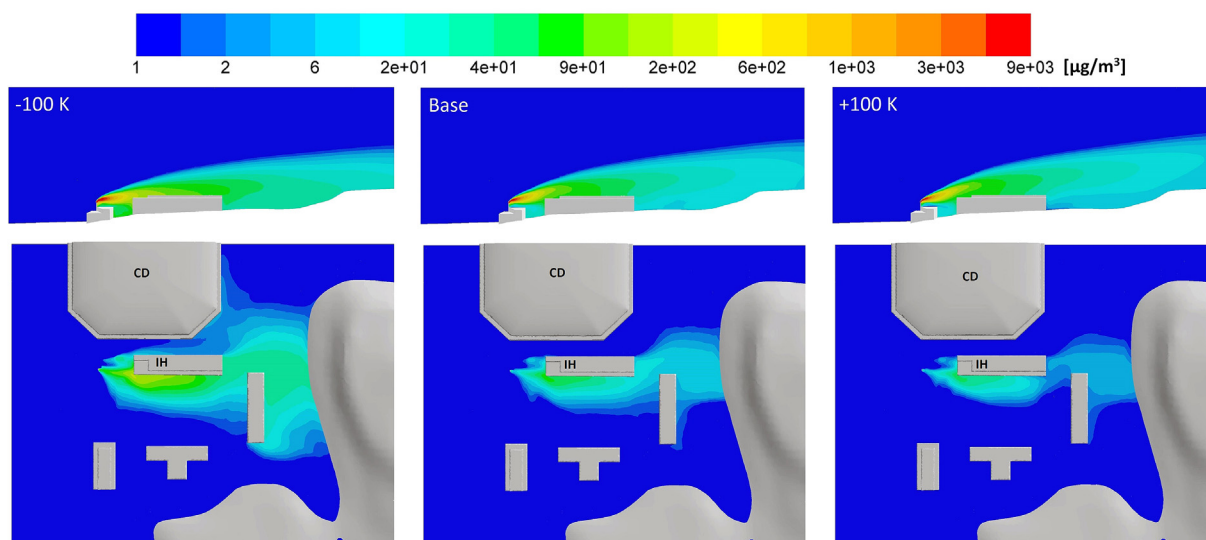 1 2 6 2e+01 4e+01 9e+01 2e+02 6e+02 1e+03 3e+03 9e+03 [µg/m³]
-100 K Base +100 K
CD CD CD
IH IH IH